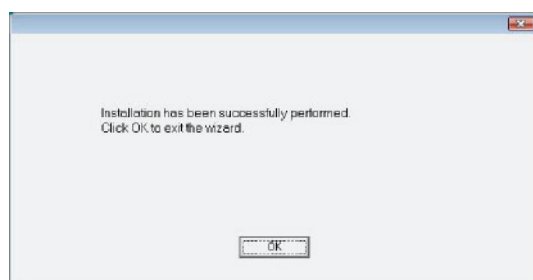 Installation has been successfully performed.
Click OK to exit the wizard.
OK